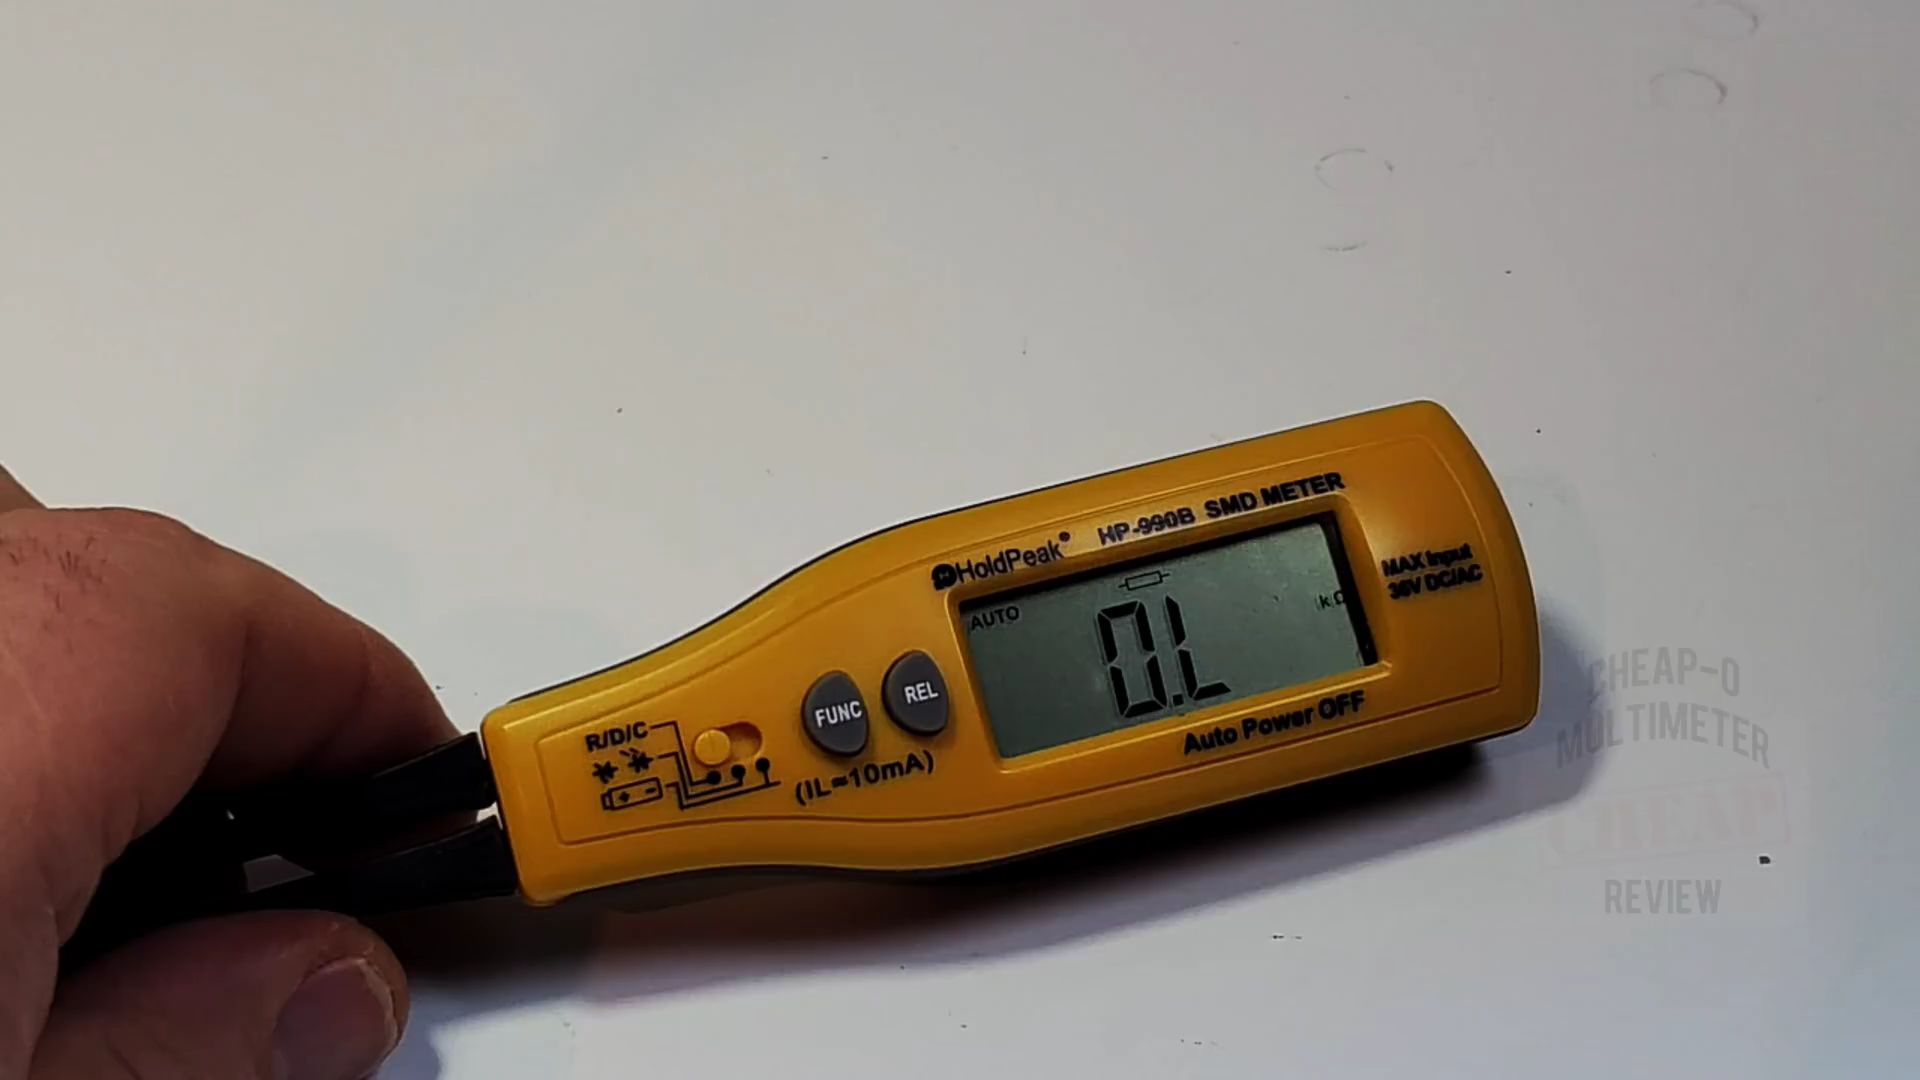 HoldPeak® HP-990B SMD METER
MAX Input
36V DC/AC
AUTO
kΩ
0.L
Auto Power OFF
FUNC
REL
(IL≈10mA)
R/D/C
CHEAP-O
MULTIMETER
CHEAP
REVIEW